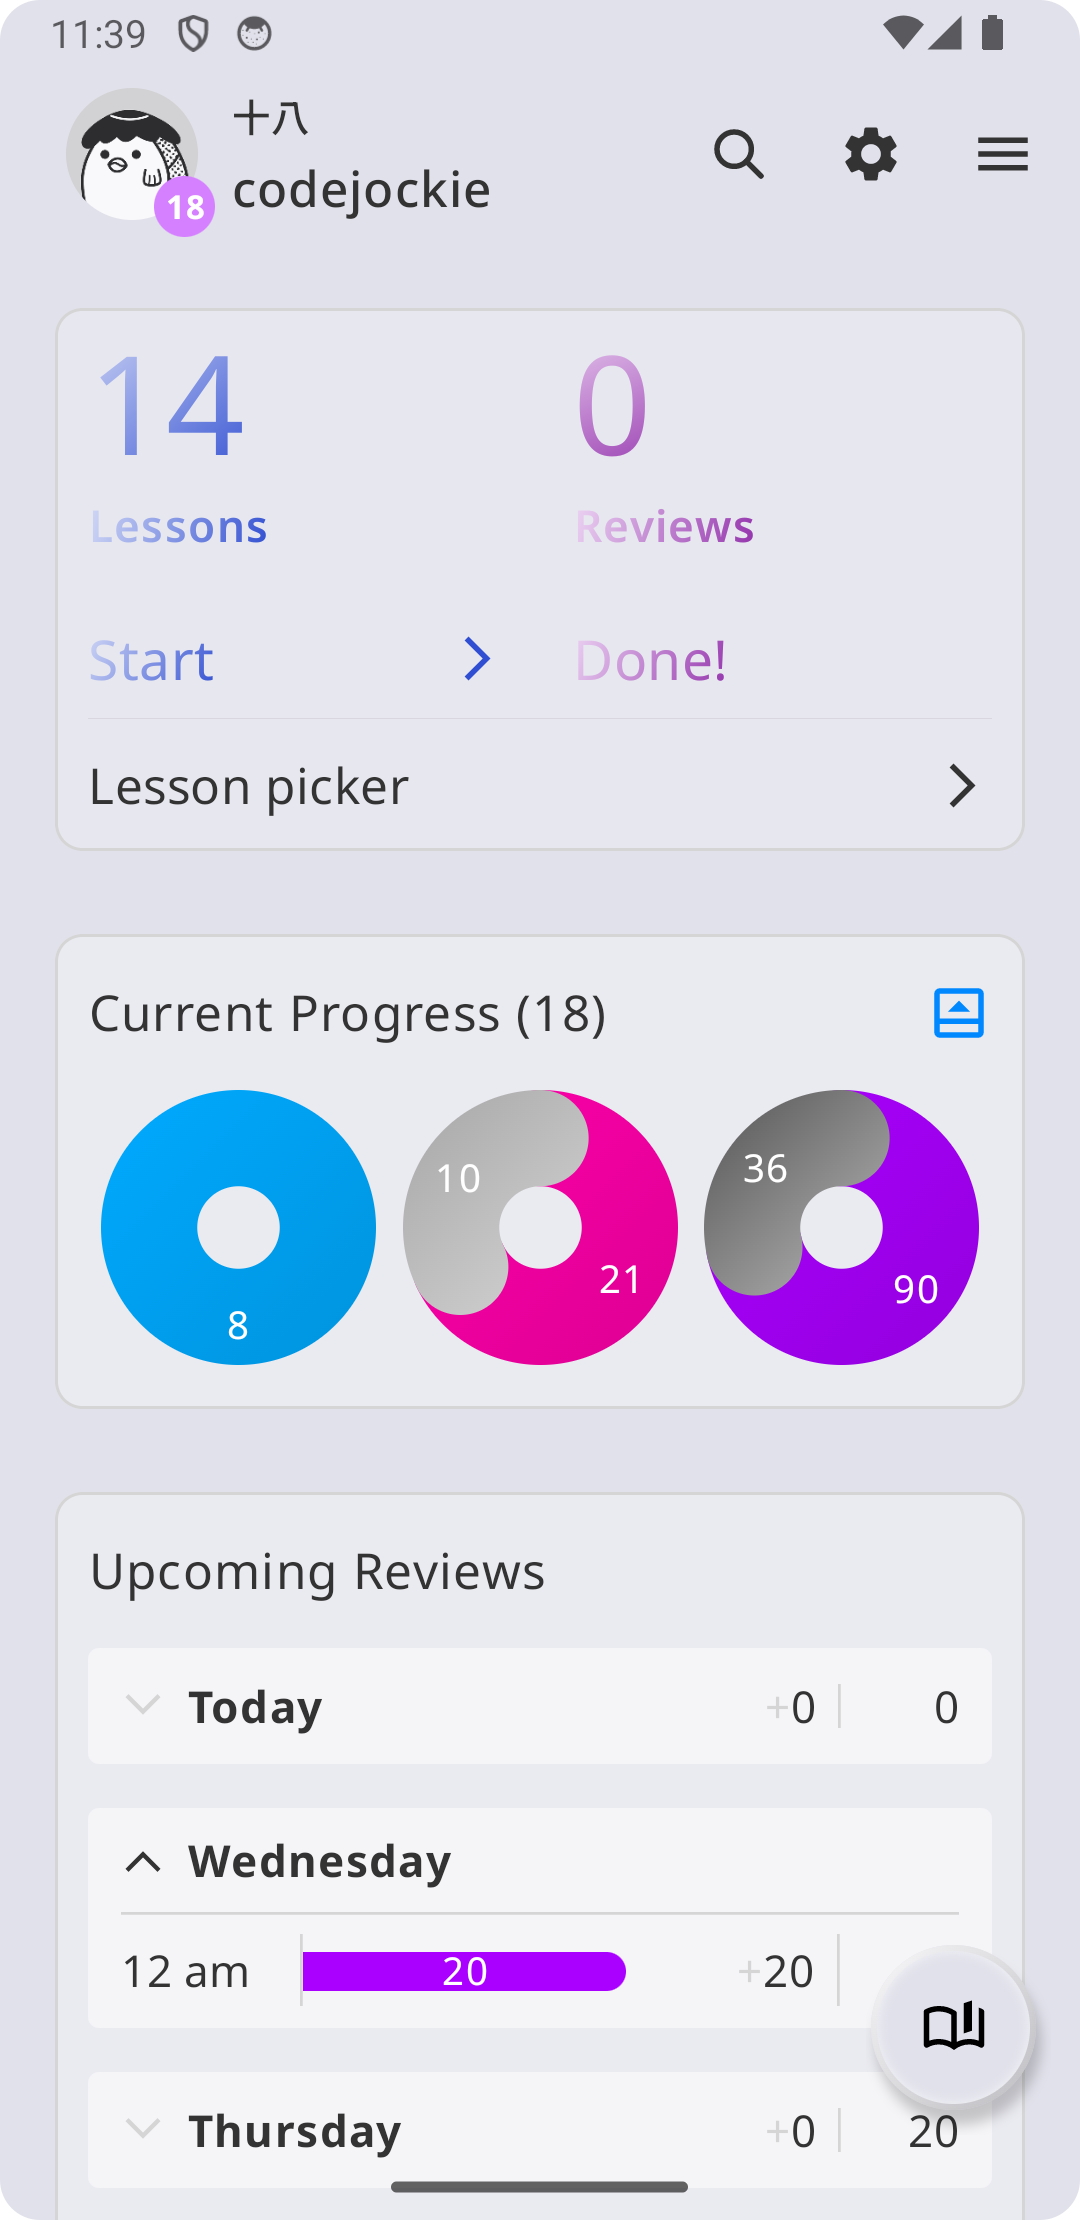 11:39
十八
codejockie
18
14
0
Lessons
Reviews
Start
Done!
Lesson picker
Current Progress (18)
8
10
21
36
90
Upcoming Reviews
Today +0 0
Wednesday
12 am 20 +20
Thursday +0 20